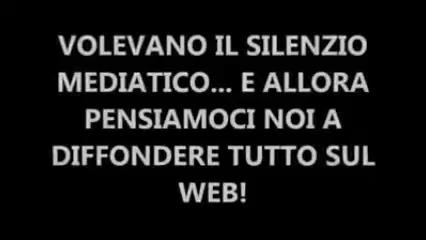 VOLEVANO IL SILENZIO
MEDIATICO... E ALLORA
PENSIAMOCI NOI A
DIFFONDERE TUTTO SUL
WEB!